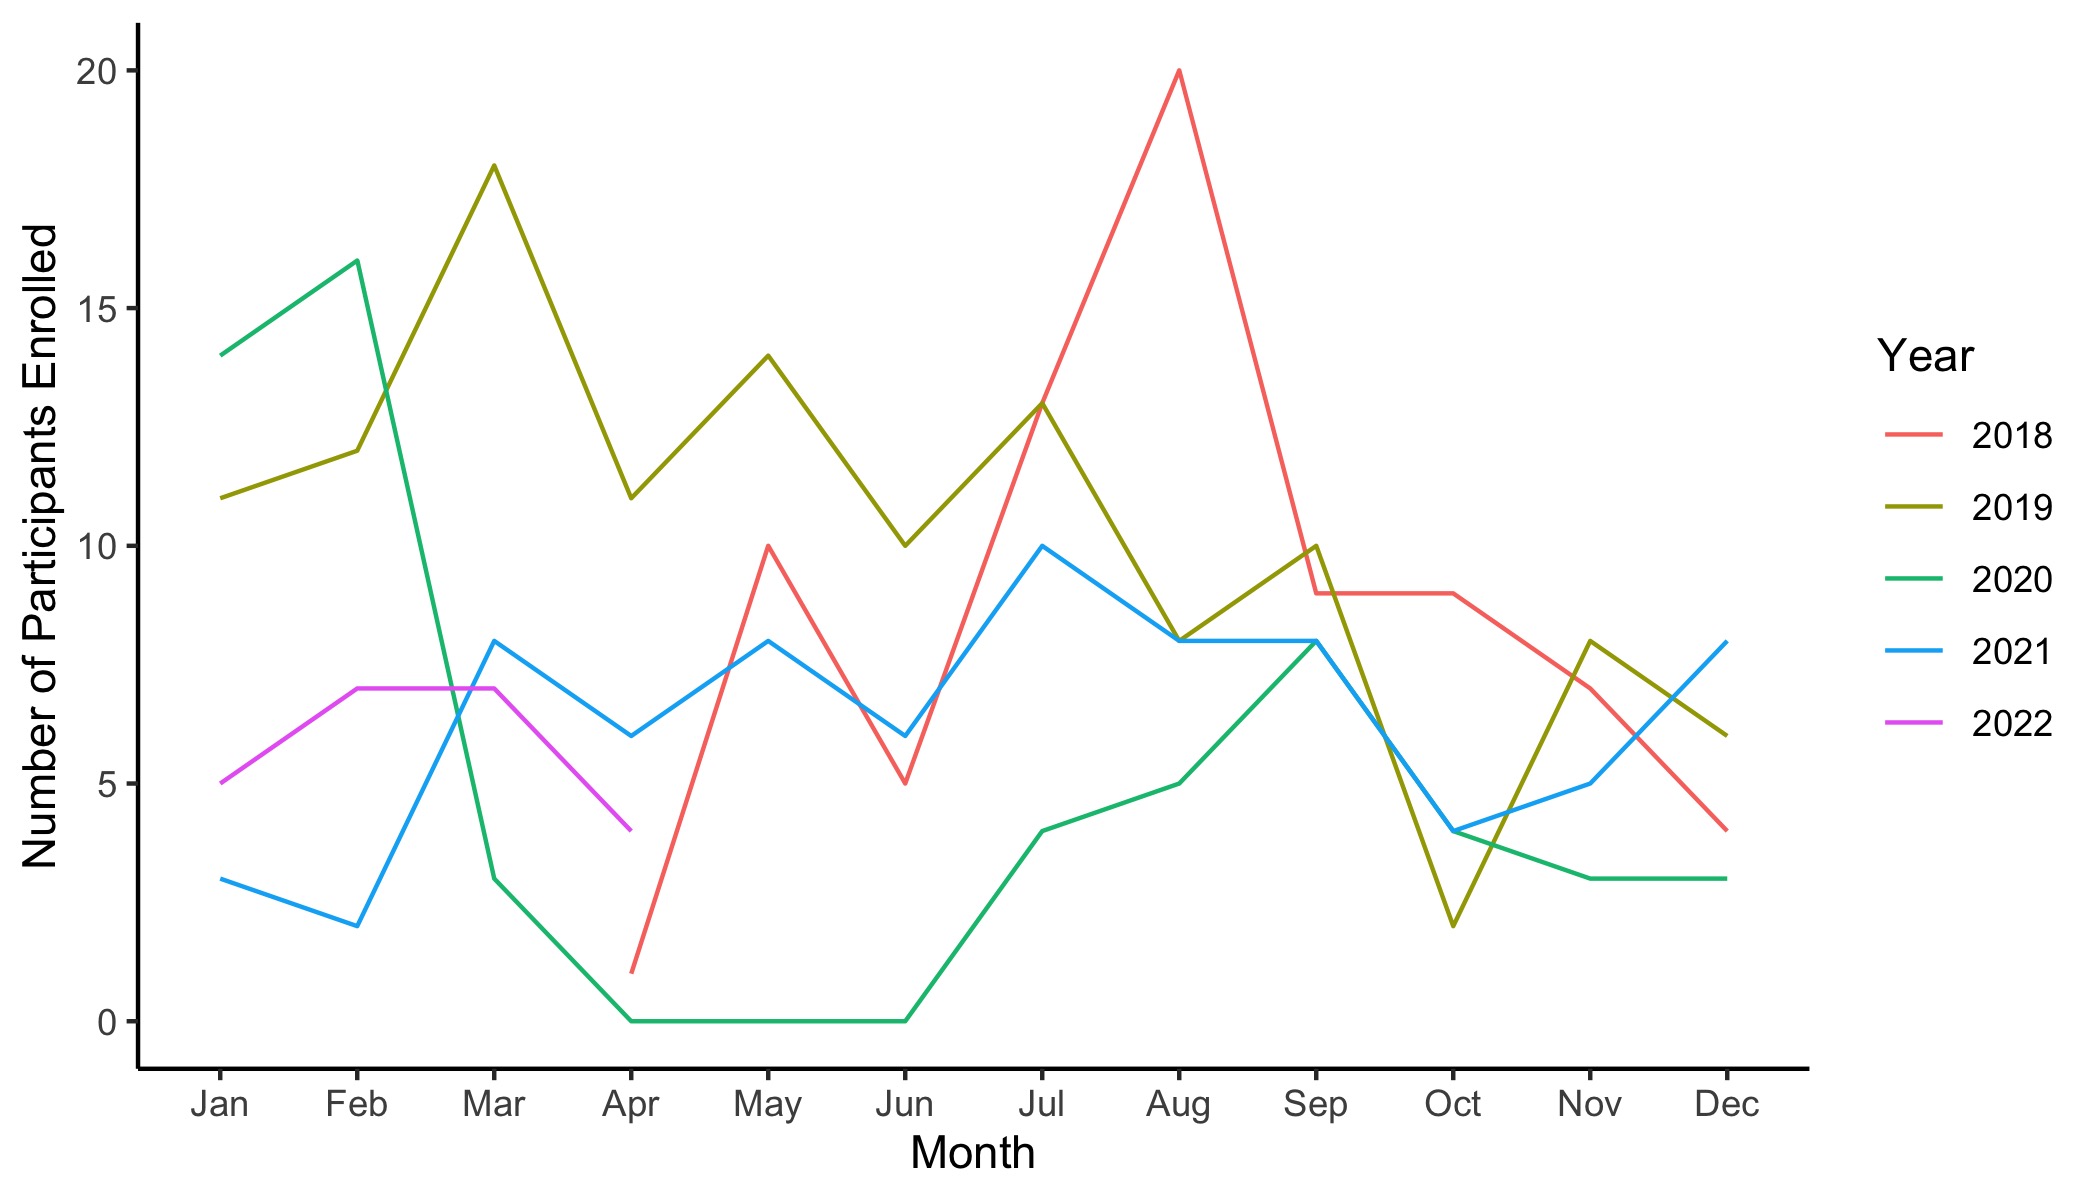 Number of Participants Enrolled
20
15
10
5
0
Jan Feb Mar Apr May Jun Jul Aug Sep Oct Nov Dec
Month
Year
2018
2019
2020
2021
2022